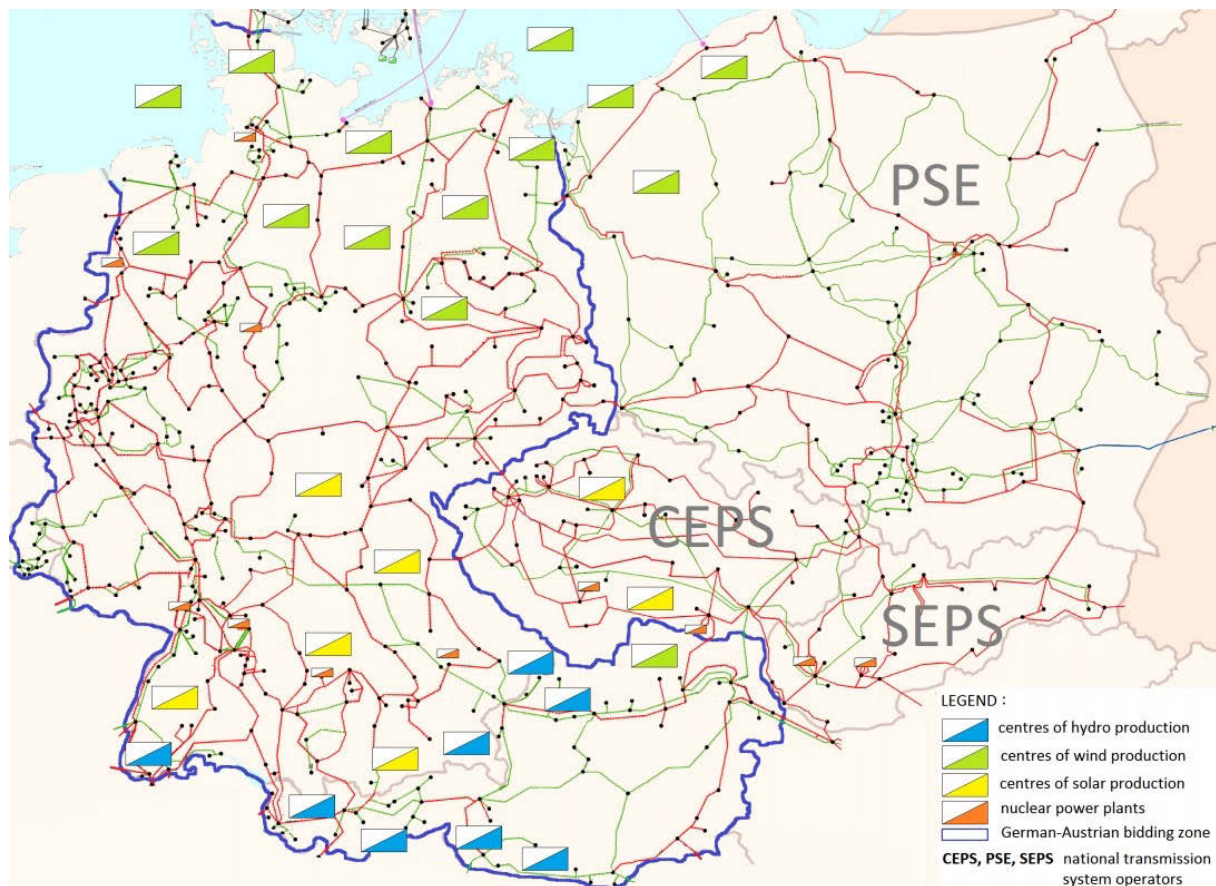 PSE
CEPS
SEPS
LEGEND :
centres of hydro production
centres of wind production
centres of solar production
nuclear power plants
German-Austrian bidding zone
CEPS, PSE, SEPS national transmission
system operators